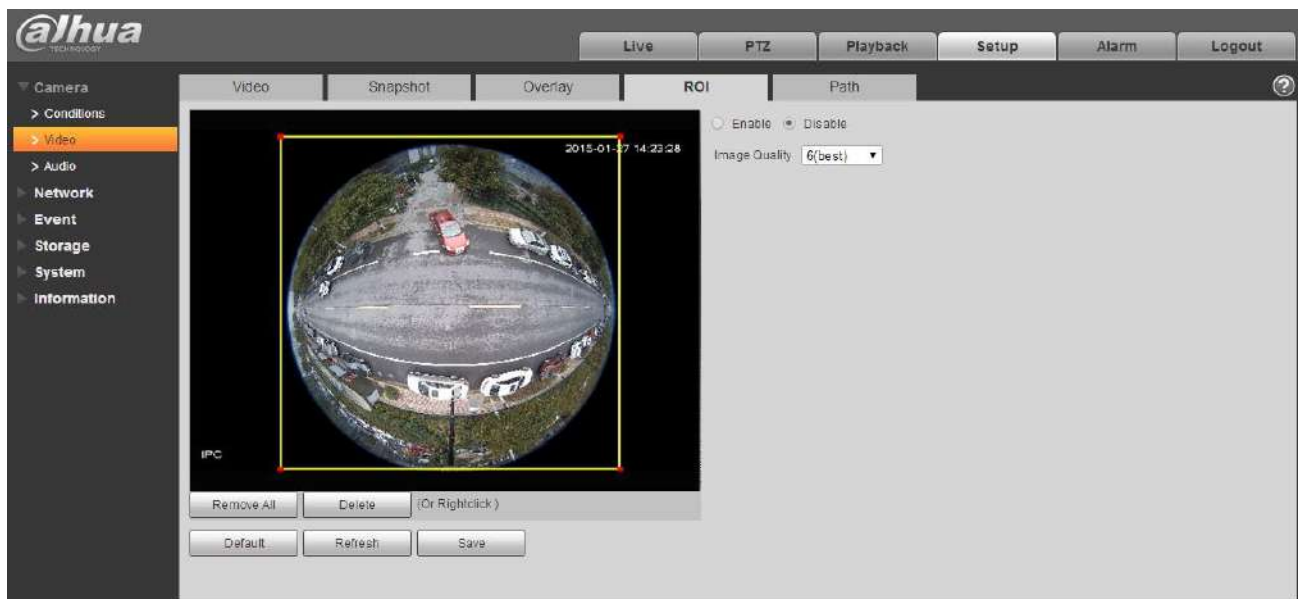 alhua
TECHNOLOGY
Live PTZ Playback Setup Alarm Logout
Camera
> Conditions
> Video
> Audio
Network
Event
Storage
System
Information
Video Snapshot Overlay ROI Path
?
2015-01-27 14:23:28
IPC
Enable Disable
Image Quality 6(best)
Remove All Delete (Or Rightclick )
Default Refresh Save